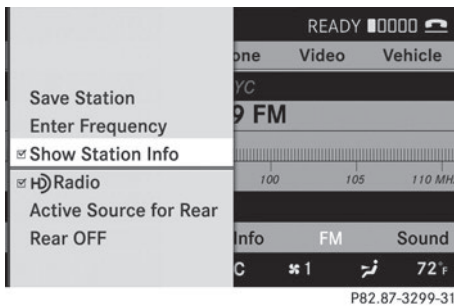 READY
one Video Vehicle
YC
9 FM
Save Station
Enter Frequency
Show Station Info
HD Radio
Active Source for Rear
Rear OFF
100 105 110 MH
Info FM Sound
C 1 72°F
P82.87-3299-31